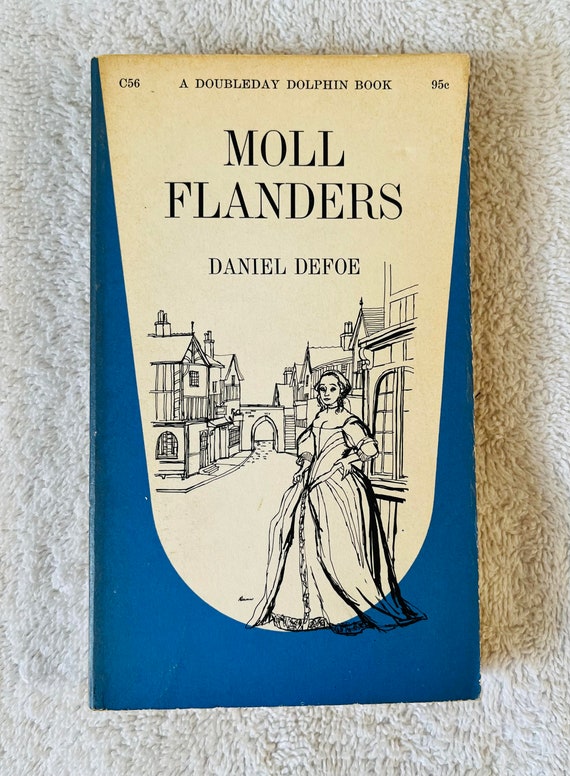 C56 A DOUBLEDAY DOLPHIN BOOK 95c
MOLL
FLANDERS
DANIEL DEFOE